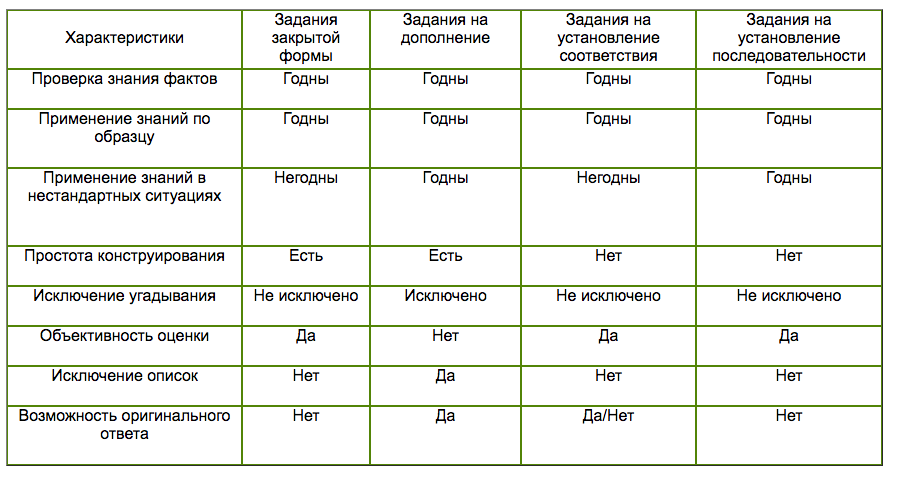 Характеристики
Задания
закрытой
формы
Задания на
дополнение
Задания на
установление
соответствия
Задания на
установление
последовательности
Проверка знания фактов
Годны
Годны
Годны
Годны
Применение знаний по
образцу
Годны
Годны
Годны
Годны
Применение знаний в
нестандартных ситуациях
Негодны
Годны
Негодны
Годны
Простота конструирования
Есть
Есть
Нет
Нет
Исключение угадывания
Не исключено
Исключено
Не исключено
Не исключено
Объективность оценки
Да
Нет
Да
Да
Исключение описок
Нет
Да
Нет
Нет
Возможность оригинального
ответа
Нет
Да
Да/Нет
Нет